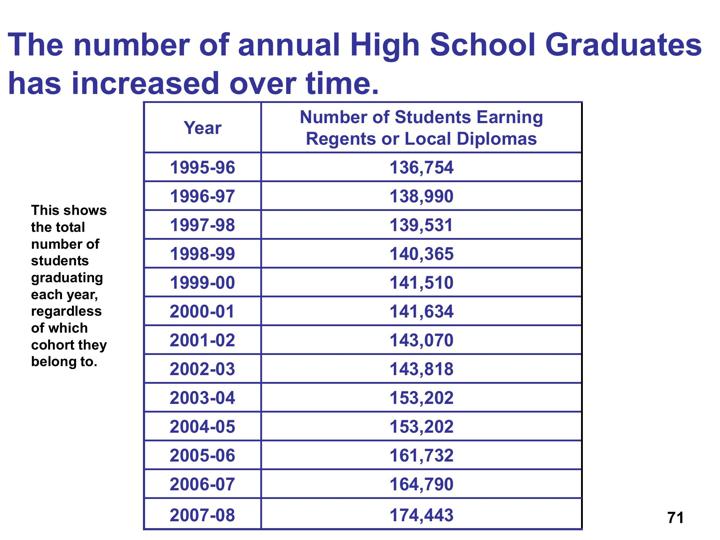 The number of annual High School Graduates
has increased over time.
Year
Number of Students Earning
Regents or Local Diplomas
1995-96 136,754
1996-97 138,990
1997-98 139,531
1998-99 140,365
1999-00 141,510
2000-01 141,634
2001-02 143,070
2002-03 143,818
2003-04 153,202
2004-05 153,202
2005-06 161,732
2006-07 164,790
2007-08 174,443
This shows
the total
number of
students
graduating
each year,
regardless
of which
cohort they
belong to.
71